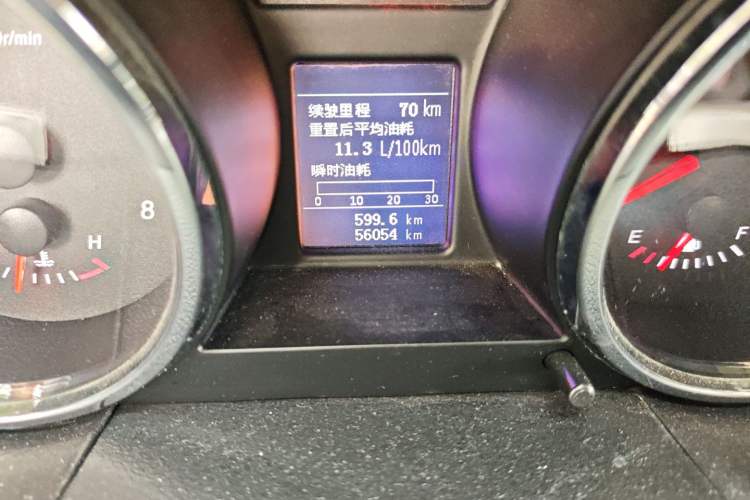 r/min
续驶里程 70 km
重置后平均油耗
11.3 L/100km
瞬时油耗
0 10 20 30
599.6 km
56054 km
8
H
E F